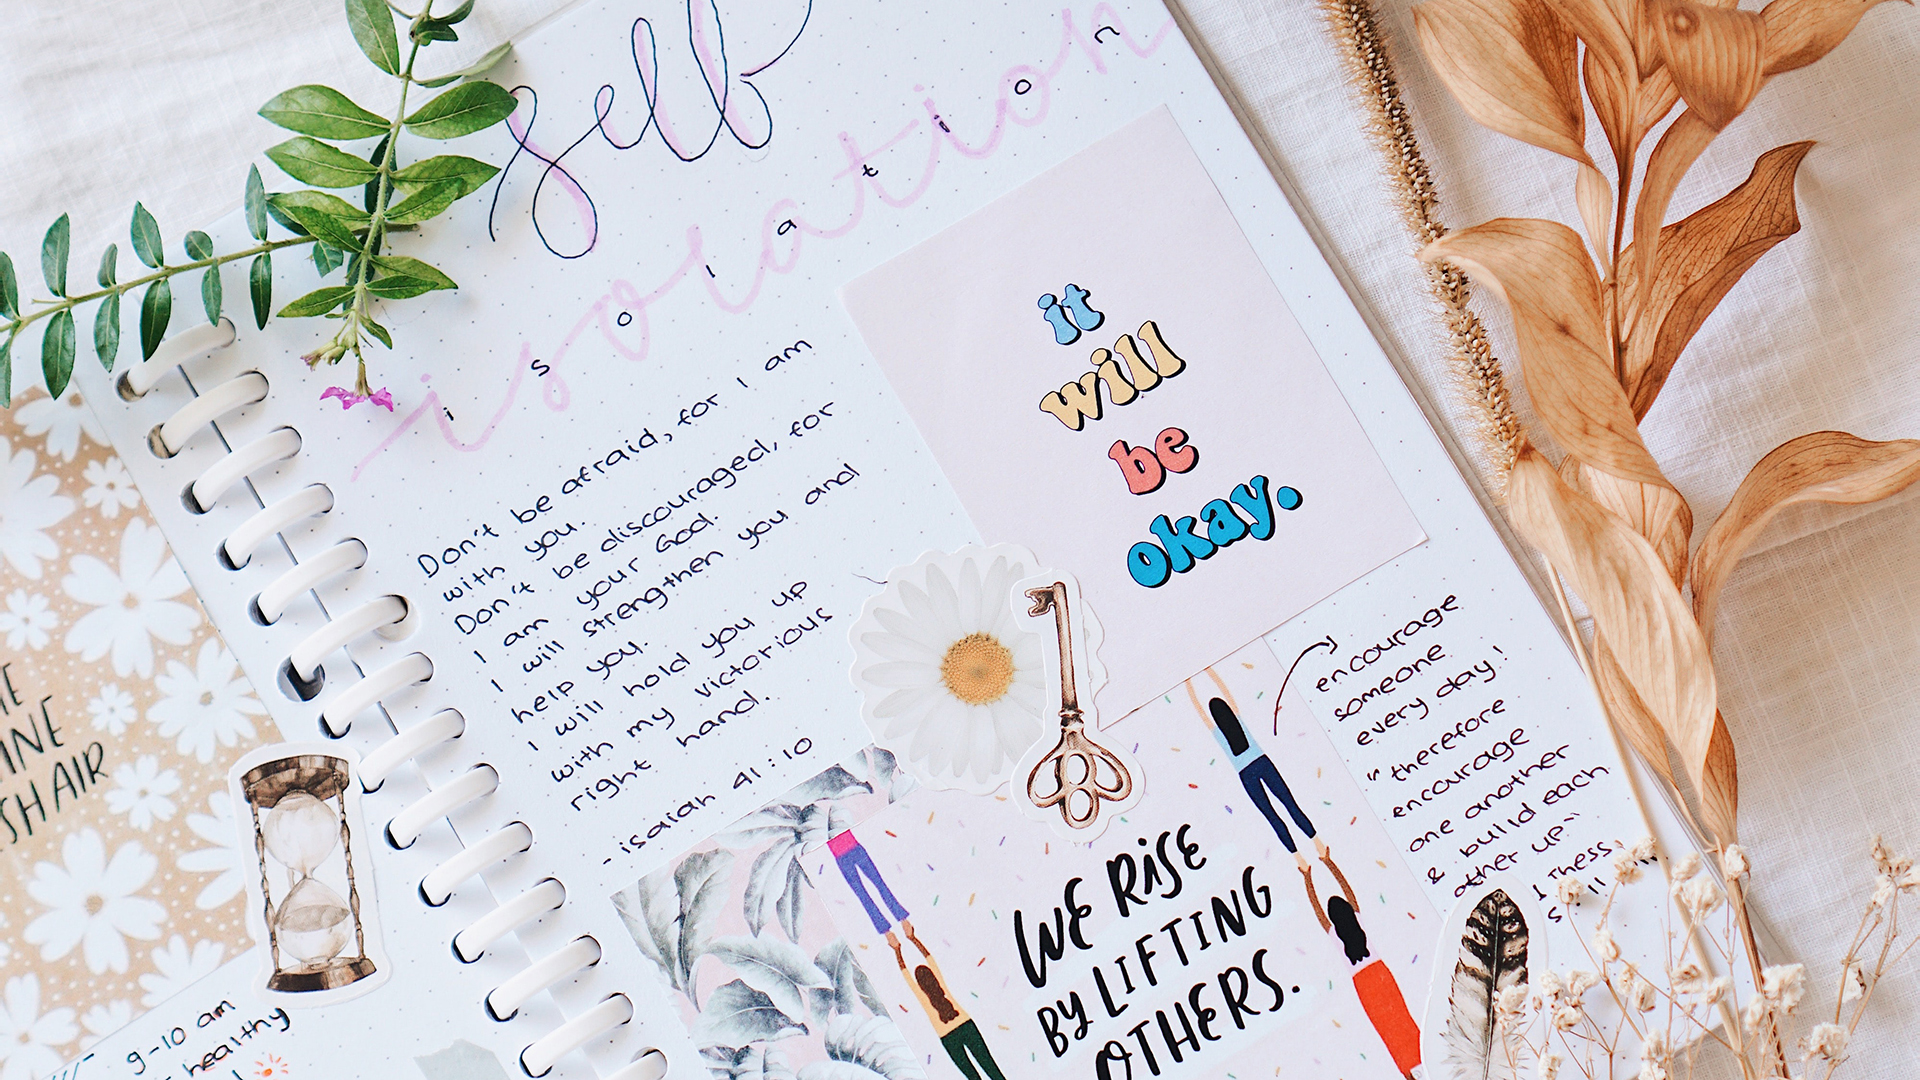 self
isolation
Don't be afraid, for I am
with you.
Don't be discouraged, for
I am your God.
I will strengthen you and
help you.
I will hold you up
with my victorious
right hand.
- isaiah 41:10
it
will
be
okay.
encourage
someone
every day!
"therefore
encourage
one another
& build each
other up"
1 Thess.
5:11
WE RISE
BY LIFTING
OTHERS.
SHAIR
9-10 am
healthy